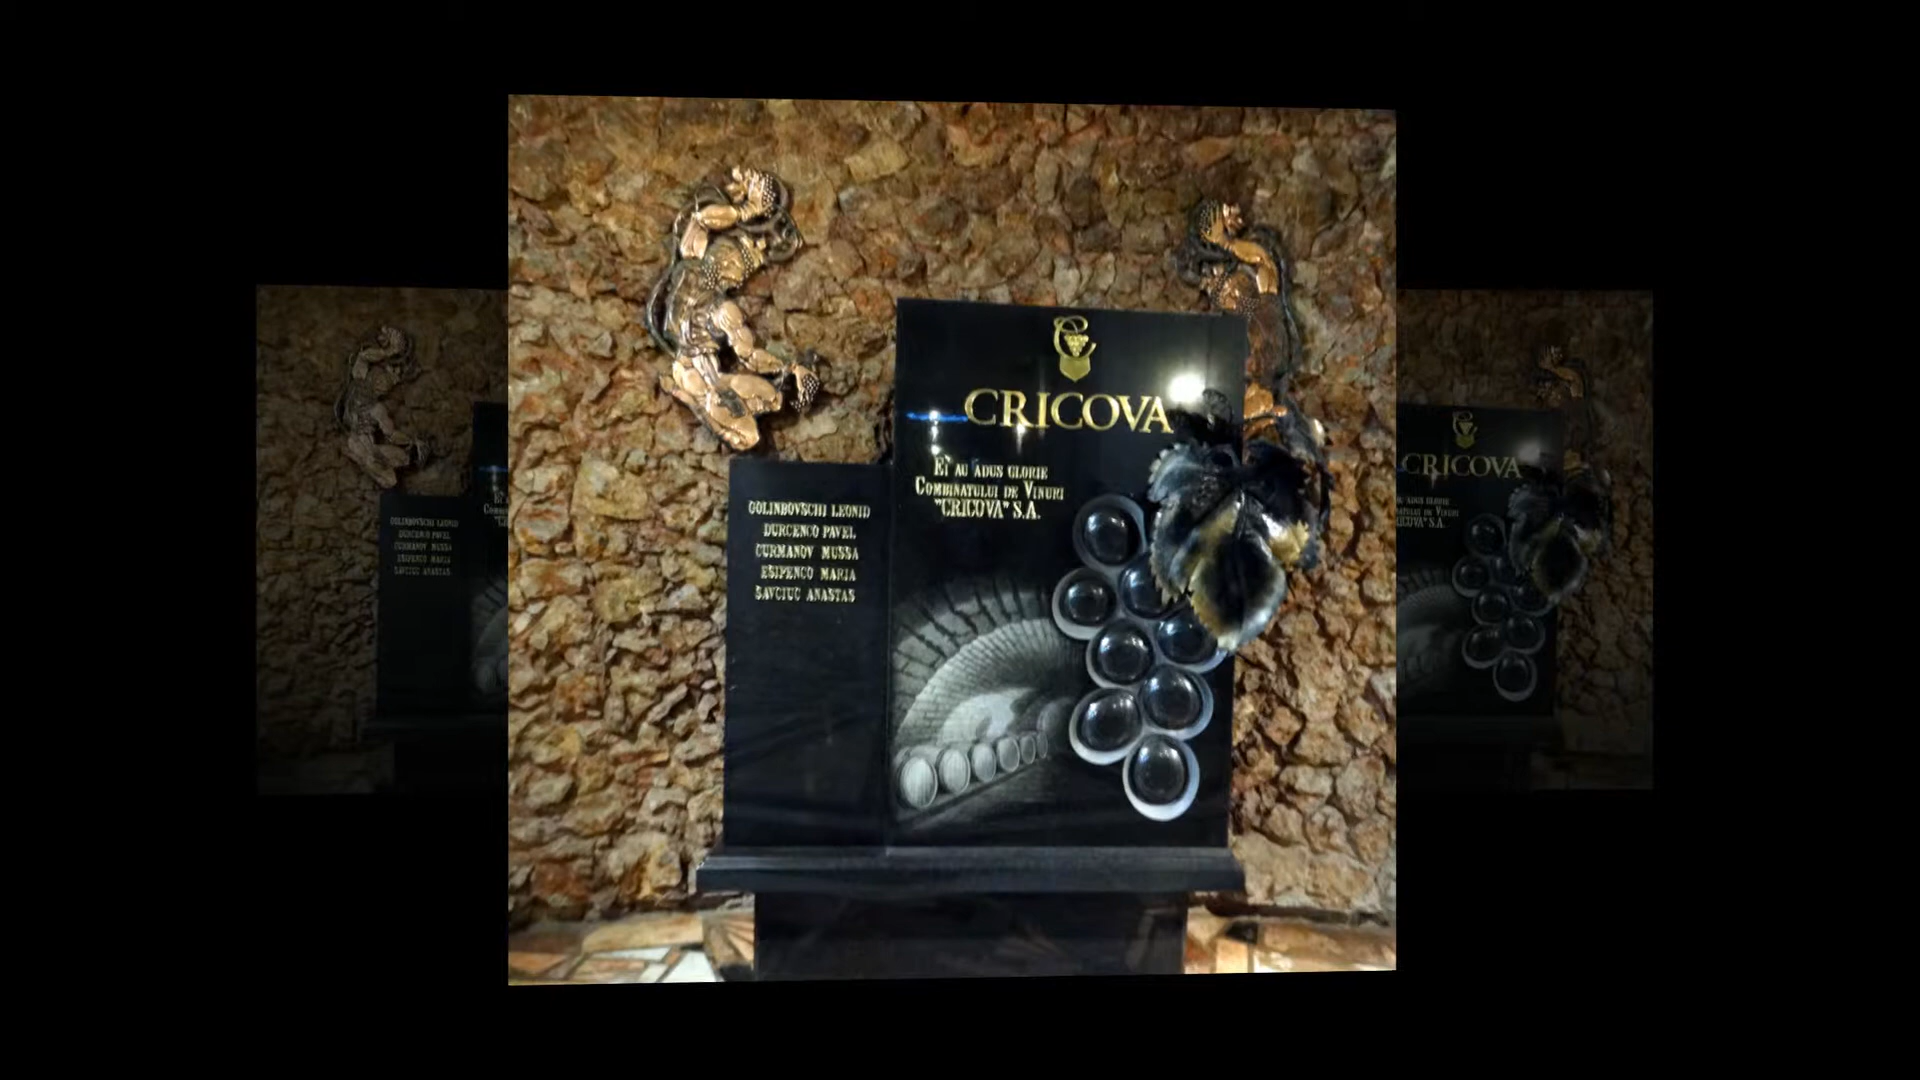 CRICOVA
EI AU ADUS GLORIE
COMBINATULUI DE VINURI
"CRICOVA" S.A.
GOLINBOVSCHI LEONID
DURCENCO PAVEL
CURMANOV MUSSA
ESIPENCO MARIA
SAVCIUC ANASTAS